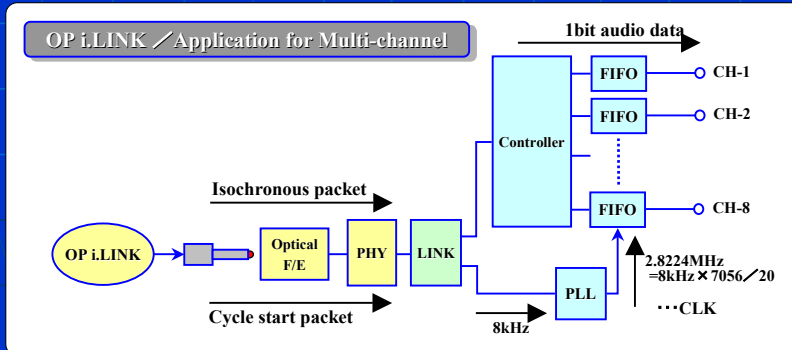 OP i.LINK ／Application for Multi-channel
1bit audio data
FIFO
CH-1
FIFO
CH-2
Controller
Isochronous packet
FIFO
CH-8
OP i.LINK
Optical
F/E
PHY
LINK
2.8224MHz
=8kHz×7056／20
PLL
…CLK
Cycle start packet
8kHz